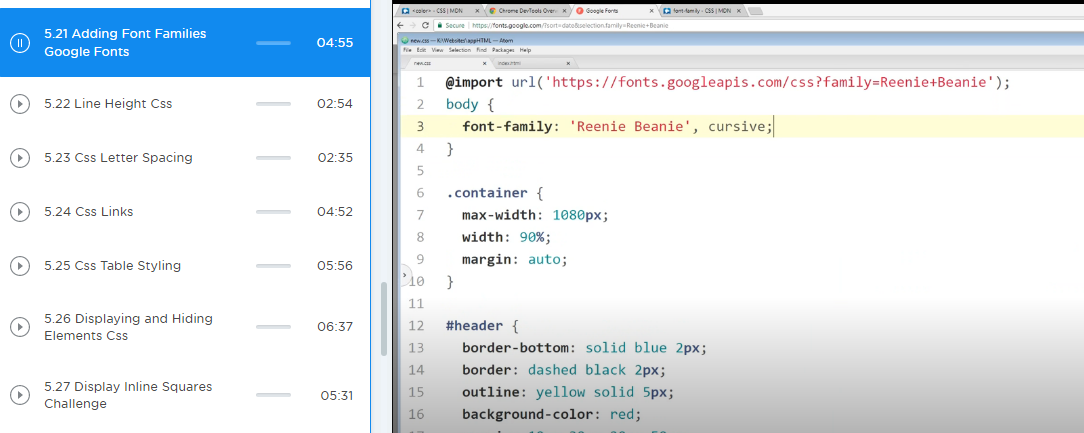 5.21 Adding Font Families
Google Fonts
04:55
5.22 Line Height Css
02:54
5.23 Css Letter Spacing
02:35
5.24 Css Links
04:52
5.25 Css Table Styling
05:56
5.26 Displaying and Hiding
Elements Css
06:37
5.27 Display Inline Squares
Challenge
05:31
<color> - CSS | MDN
Chrome DevTools Over
Google Fonts
font-family - CSS | MDN
Secure
https://fonts.google.com/?sort=date&selection.family=Reenie+Beanie
new.css — K:\Websites\appHTML — Atom
File Edit View Selection Find Packages Help
new.css
index.html
1 @import url('https://fonts.googleapis.com/css?family=Reenie+Beanie');
2 body {
3 font-family: 'Reenie Beanie', cursive;
4 }
5
6 .container {
7 max-width: 1080px;
8 width: 90%;
9 margin: auto;
10 }
11
12 #header {
13 border-bottom: solid blue 2px;
14 border: dashed black 2px;
15 outline: yellow solid 5px;
16 background-color: red;